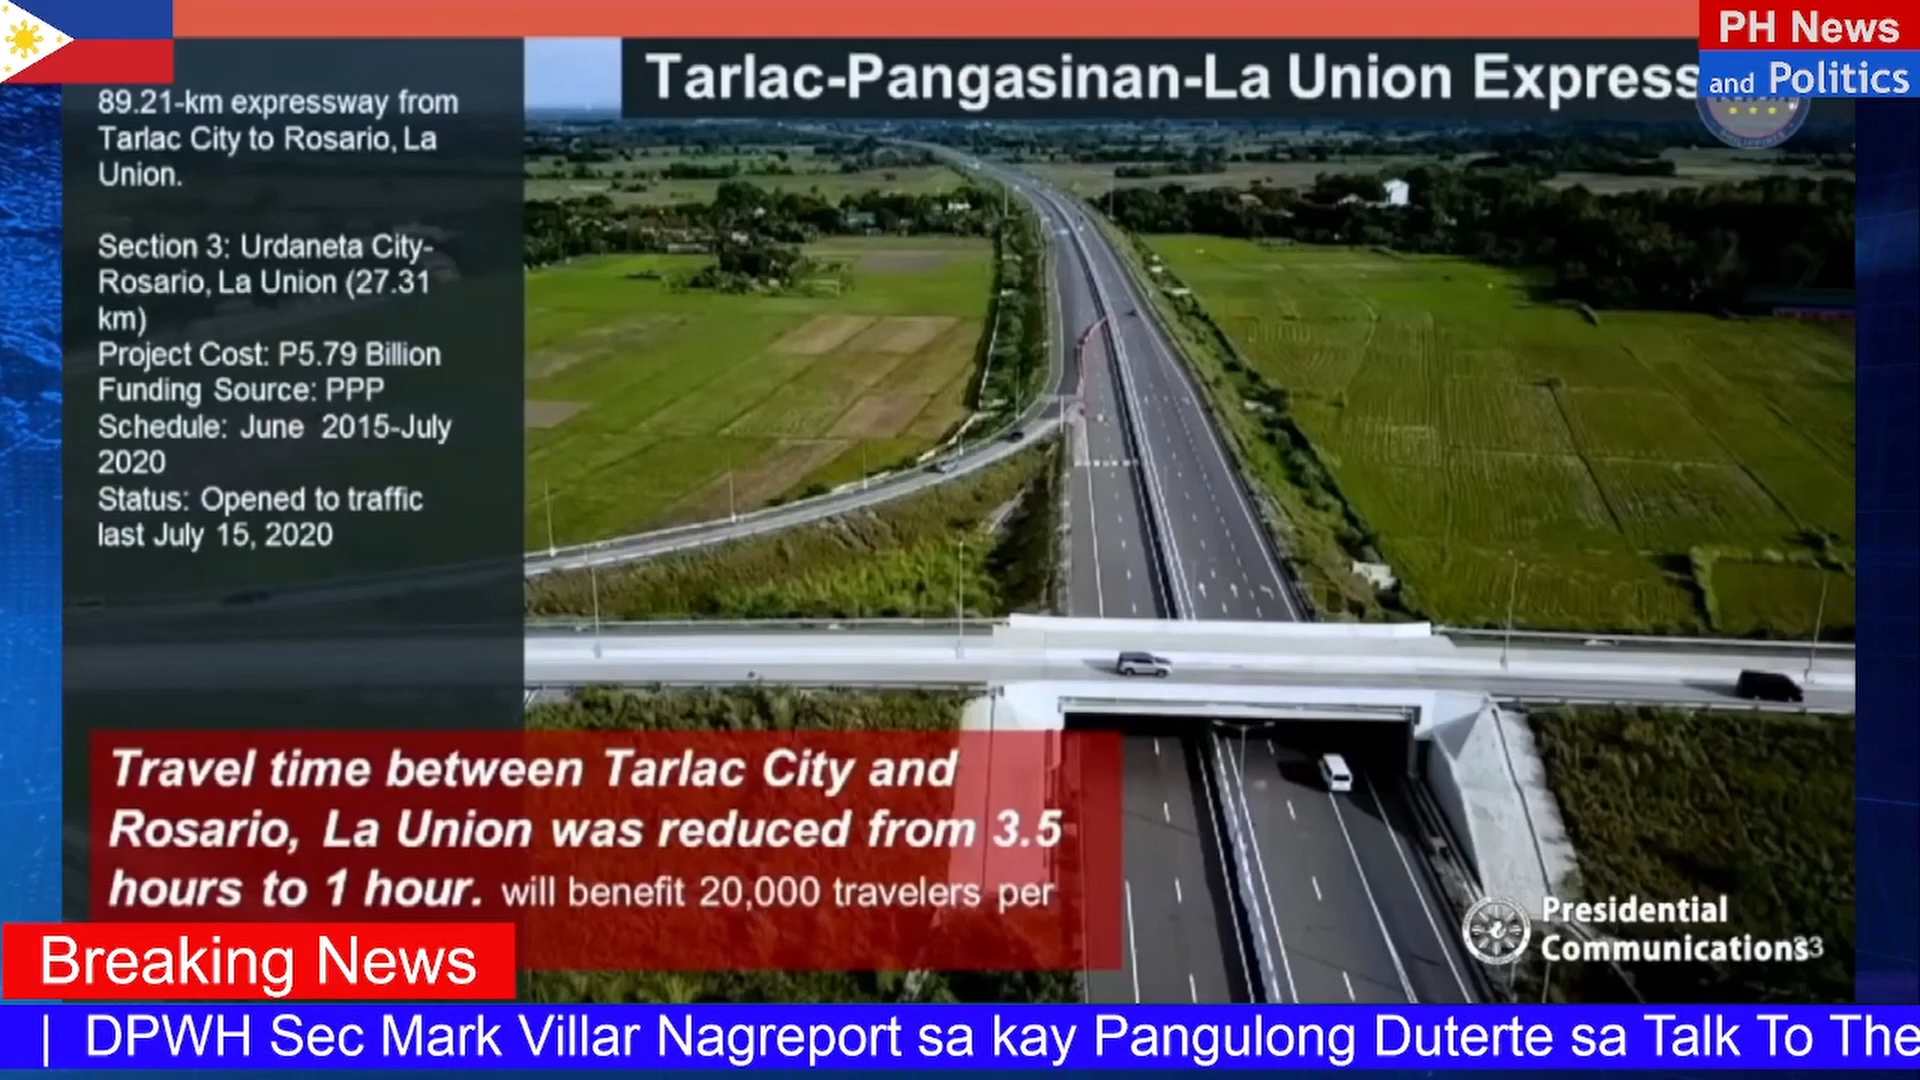 PH News
and Politics
Tarlac-Pangasinan-La Union Express
89.21-km expressway from
Tarlac City to Rosario, La
Union.
Section 3: Urdaneta City-
Rosario, La Union (27.31
km)
Project Cost: P5.79 Billion
Funding Source: PPP
Schedule: June 2015-July
2020
Status: Opened to traffic
last July 15, 2020
Travel time between Tarlac City and
Rosario, La Union was reduced from 3.5
hours to 1 hour. will benefit 20,000 travelers per
Presidential
Communications
Breaking News
| DPWH Sec Mark Villar Nagreport sa kay Pangulong Duterte sa Talk To The